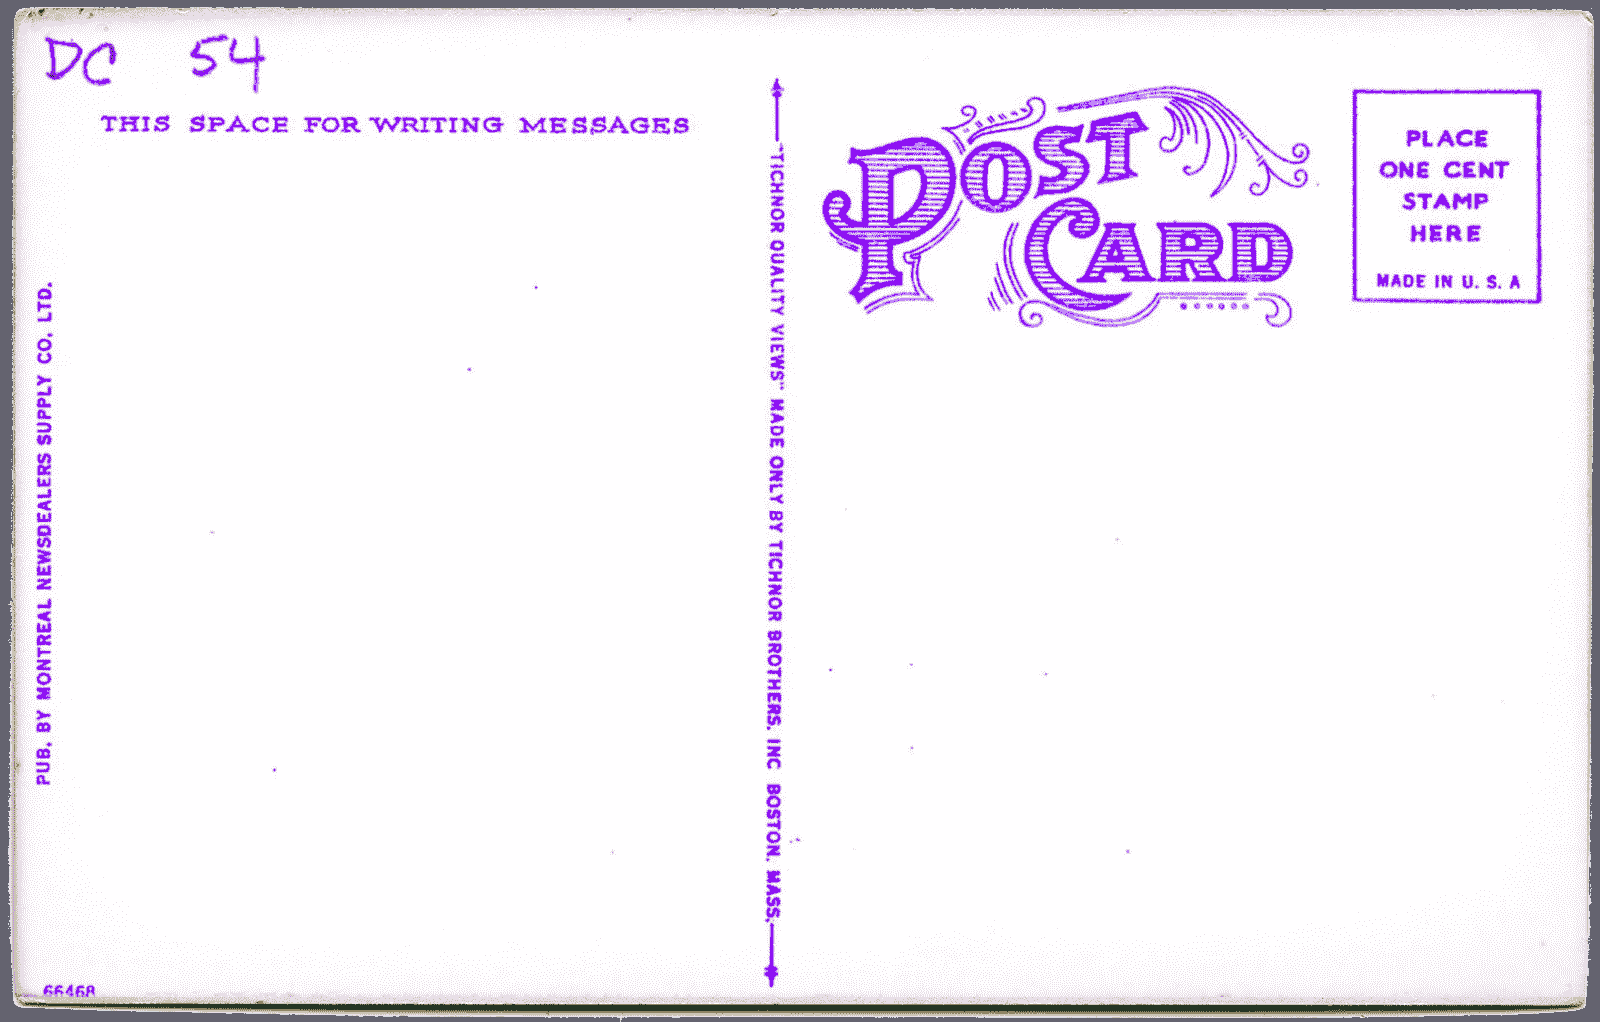 DC 54
THIS SPACE FOR WRITING MESSAGES
PUB. BY MONTREAL NEWSDEALERS SUPPLY CO. LTD.
66468
"TICHNOR QUALITY VIEWS" MADE ONLY BY TICHNOR BROTHERS, INC BOSTON, MASS.
POST
CARD
PLACE
ONE CENT
STAMP
HERE
MADE IN U. S. A